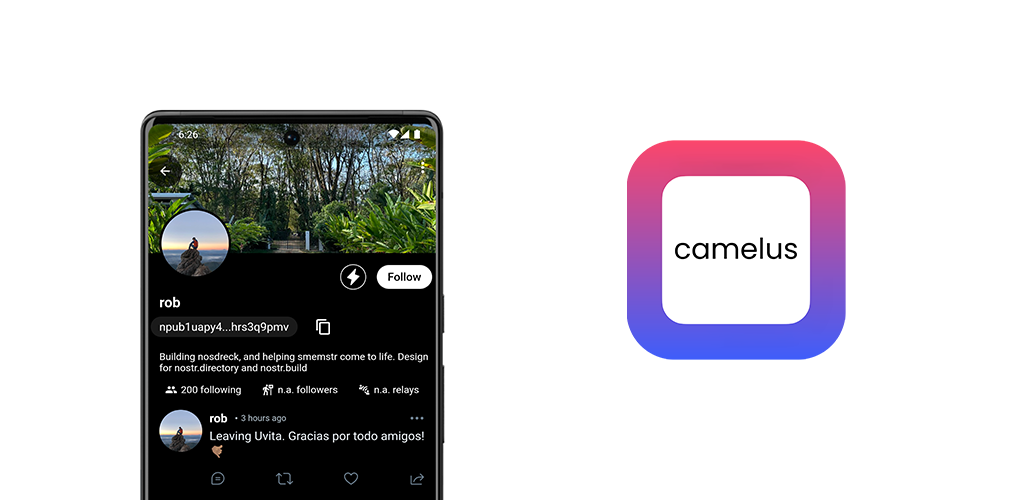 6:26
Follow
rob
npub1uapy4...hrs3q9pmv
Building nosdreck, and helping smemstr come to life. Design
for nostr.directory and nostr.build
200 following n.a. followers n.a. relays
rob • 3 hours ago
Leaving Uvita. Gracias por todo amigos!
camelus